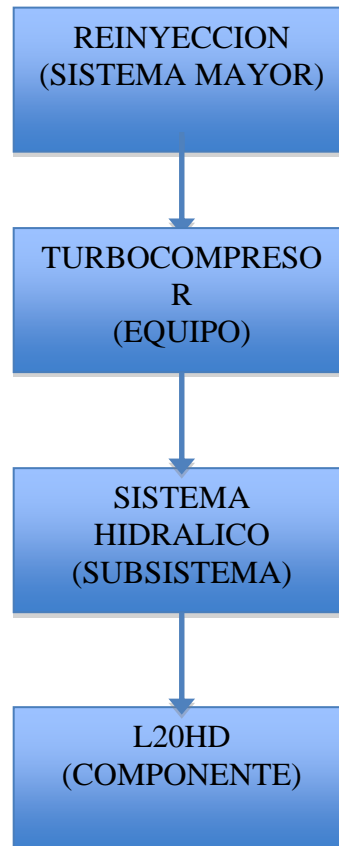 REINYECCION
(SISTEMA MAYOR)
TURBOCOMPRESO
R
(EQUIPO)
SISTEMA
HIDRALICO
(SUBSISTEMA)
L20HD
(COMPONENTE)